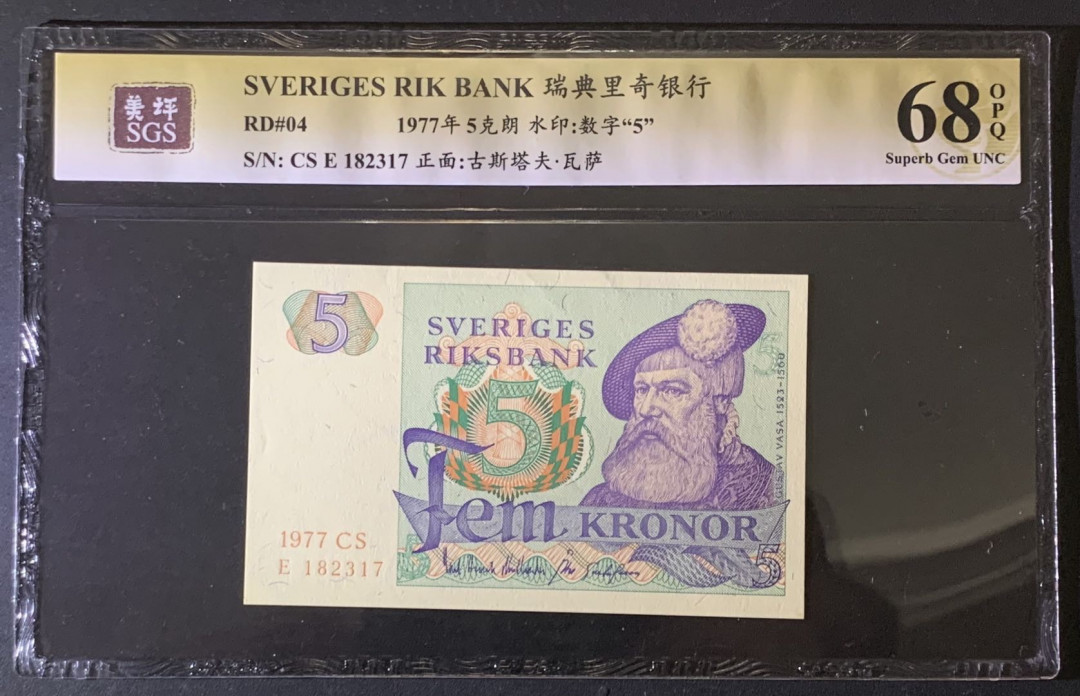 SVERIGES RIK BANK 瑞典里奇银行
美评
SGS
RD#04 1977年 5克朗 水印:数字“5”
S/N: CS E 182317 正面:古斯塔夫·瓦萨
68
OPQ
Superb Gem UNC
5
SVERIGES
RIKSBANK
5
GUSTAV VASA 1523-1560
Fem KRONOR
1977 CS
E 182317
5